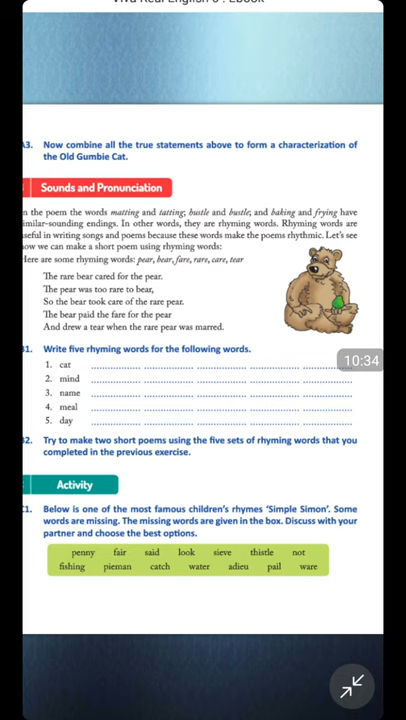 Viva Real English 6 : Ebook
A3. Now combine all the true statements above to form a characterization of
the Old Gumbie Cat.
Sounds and Pronunciation
n the poem the words matting and tatting; bustle and hustle; and baking and frying have
imilar-sounding endings. In other words, they are rhyming words. Rhyming words are
seful in writing songs and poems because these words make the poems rhythmic. Let's see
ow we can make a short poem using rhyming words:
Here are some rhyming words: pear, bear, fare, rare, care, tear
The rare bear cared for the pear.
The pear was too rare to bear,
So the bear took care of the rare pear.
The bear paid the fare for the pear
And drew a tear when the rare pear was marred.
B1. Write five rhyming words for the following words.
10:34
1. cat
2. mind
3. name
4. meal
5. day
B2. Try to make two short poems using the five sets of rhyming words that you
completed in the previous exercise.
Activity
C1. Below is one of the most famous children's rhymes 'Simple Simon'. Some
words are missing. The missing words are given in the box. Discuss with your
partner and choose the best options.
penny fair said look sieve thistle not
fishing pieman catch water adieu pail ware